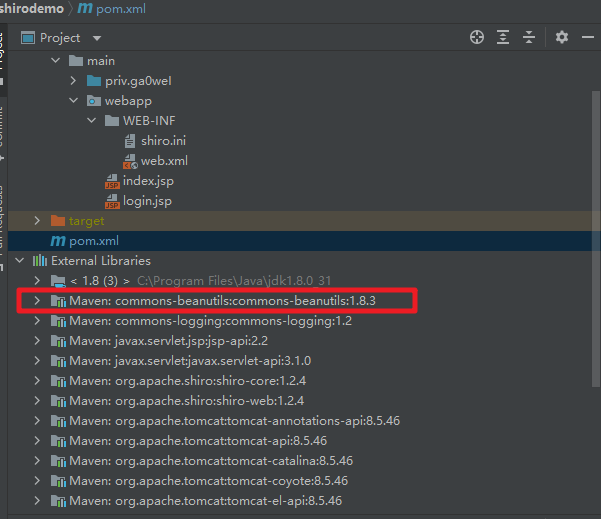 shirodemo > pom.xml
Project
main
priv.ga0weI
webapp
WEB-INF
shiro.ini
web.xml
index.jsp
login.jsp
target
pom.xml
External Libraries
< 1.8 (3) > C:\Program Files\Java\jdk1.8.0_31
Maven: commons-beanutils:commons-beanutils:1.8.3
Maven: commons-logging:commons-logging:1.2
Maven: javax.servlet.jsp:jsp-api:2.2
Maven: javax.servlet:javax.servlet-api:3.1.0
Maven: org.apache.shiro:shiro-core:1.2.4
Maven: org.apache.shiro:shiro-web:1.2.4
Maven: org.apache.tomcat:tomcat-annotations-api:8.5.46
Maven: org.apache.tomcat:tomcat-api:8.5.46
Maven: org.apache.tomcat:tomcat-catalina:8.5.46
Maven: org.apache.tomcat:tomcat-coyote:8.5.46
Maven: org.apache.tomcat:tomcat-el-api:8.5.46